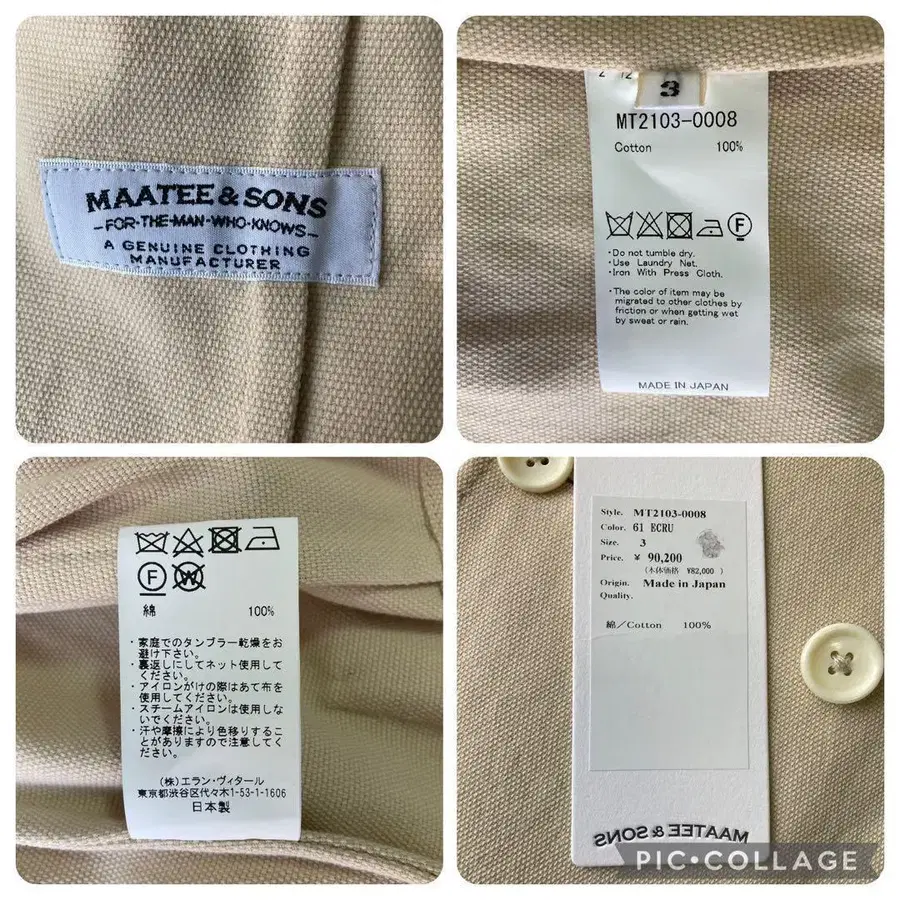 MAATEE & SONS
-FOR·THE·MAN·WHO·KNOWS-
A GENUINE CLOTHING
MANUFACTURER
3
MT2103-0008
Cotton 100%
F
・Do not tumble dry.
・Use Laundry Net.
・Iron With Press Cloth.
・The color of item may be
migrated to other clothes by
friction or when getting wet
by sweat or rain.
MADE IN JAPAN
F W
綿 100%
・家庭でのタンブラー乾燥をお
避け下さい。
・裏返しにしてネット使用して
ください。
・アイロンがけの際はあて布を
使用してください。
・スチームアイロンは使用しな
いでください。
・汗や摩擦により色移りするこ
とがありますので注意してく
ください。
(株)エラン・ヴィタール
東京都渋谷区代々木1-53-1-1606
日本製
Style. MT2103-0008
Color. 61 ECRU
Size. 3
Price. ¥ 90,200
(本体価格 ¥82,000 )
Origin. Made in Japan
Quality.
綿/Cotton 100%
MAATEE & SONS
PIC•COLLAGE